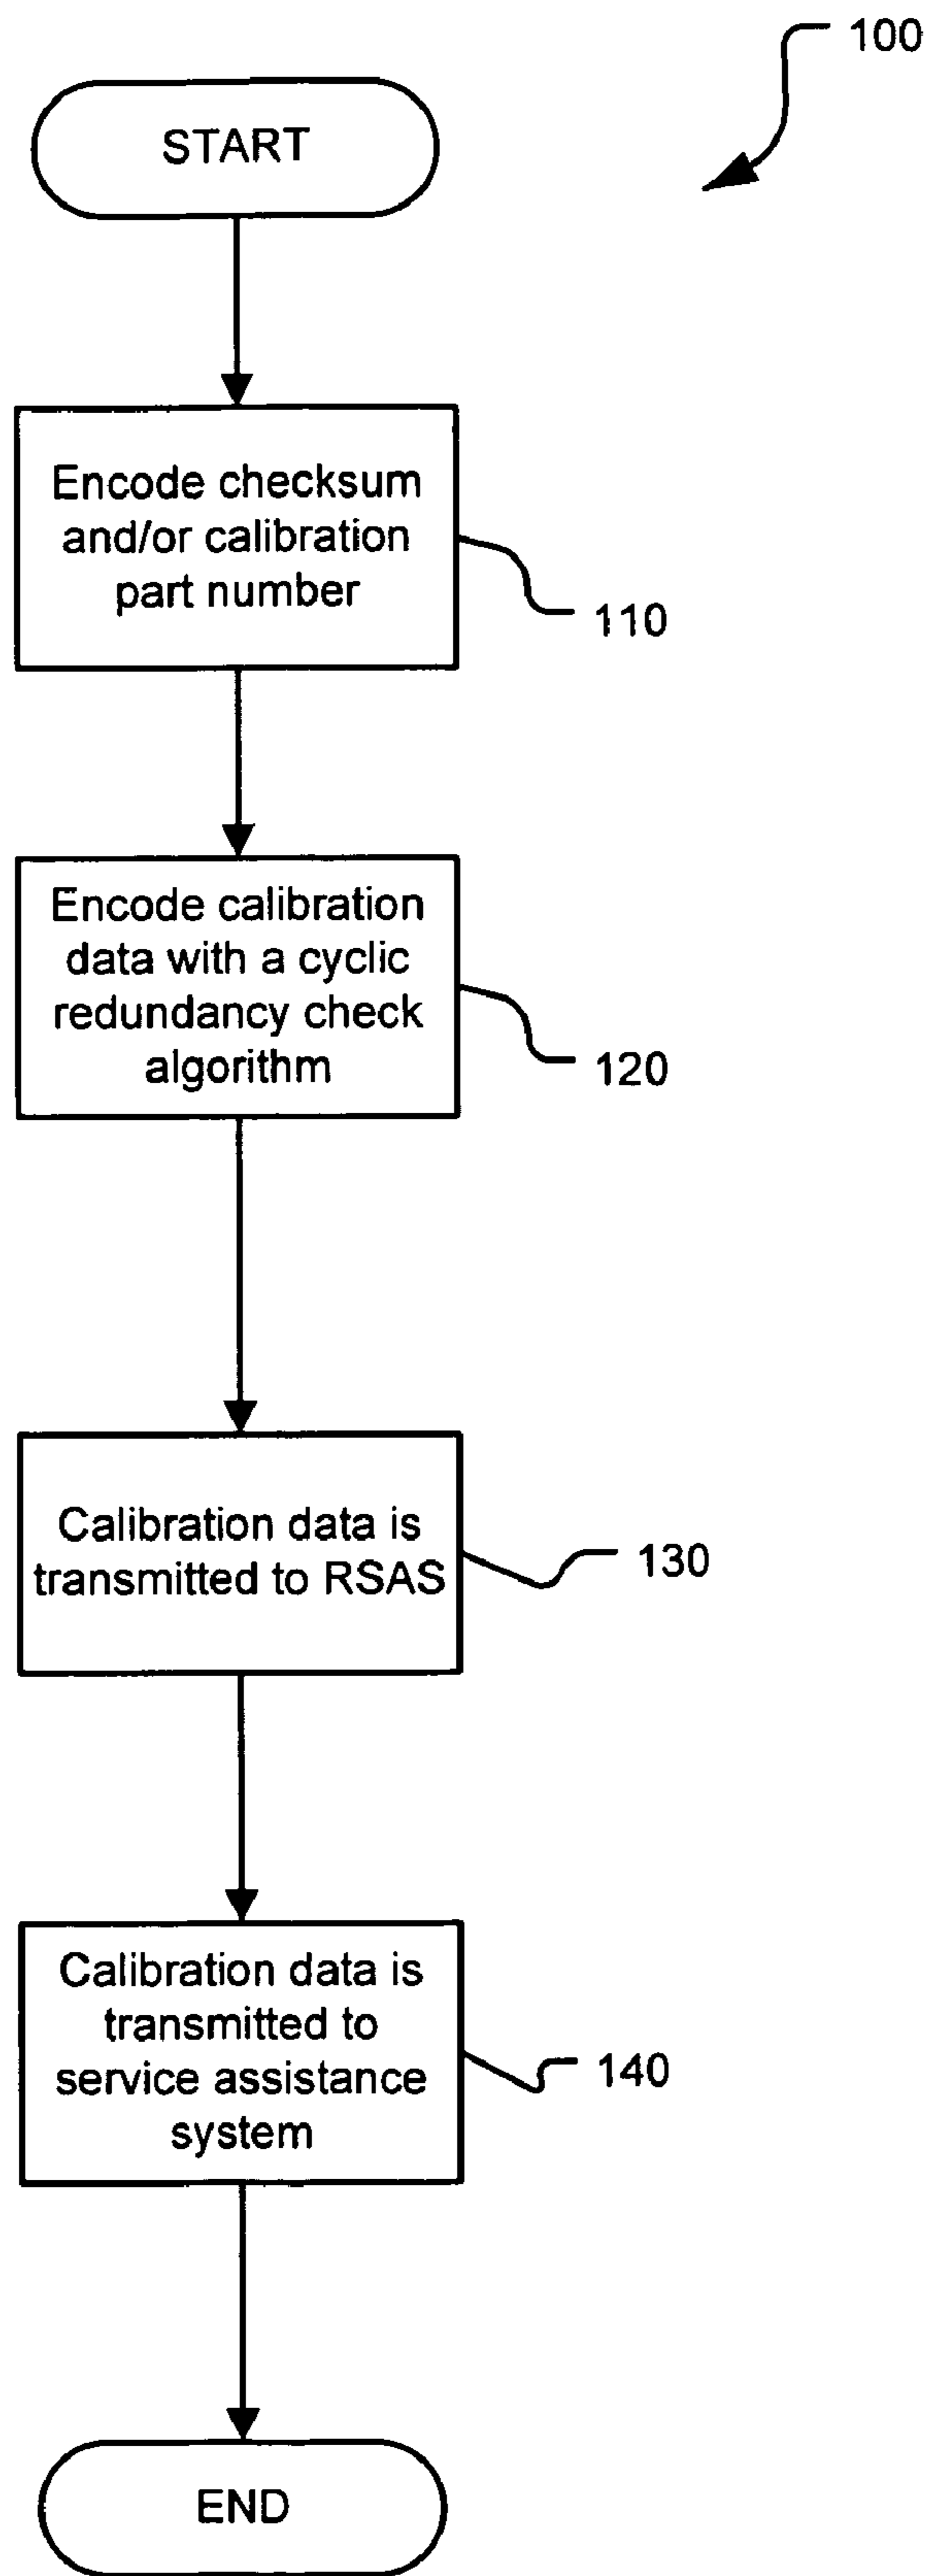 100
START
Encode checksum
and/or calibration
part number
110
Encode calibration
data with a cyclic
redundancy check
algorithm
120
Calibration data is
transmitted to RSAS
130
Calibration data is
transmitted to
service assistance
system
140
END